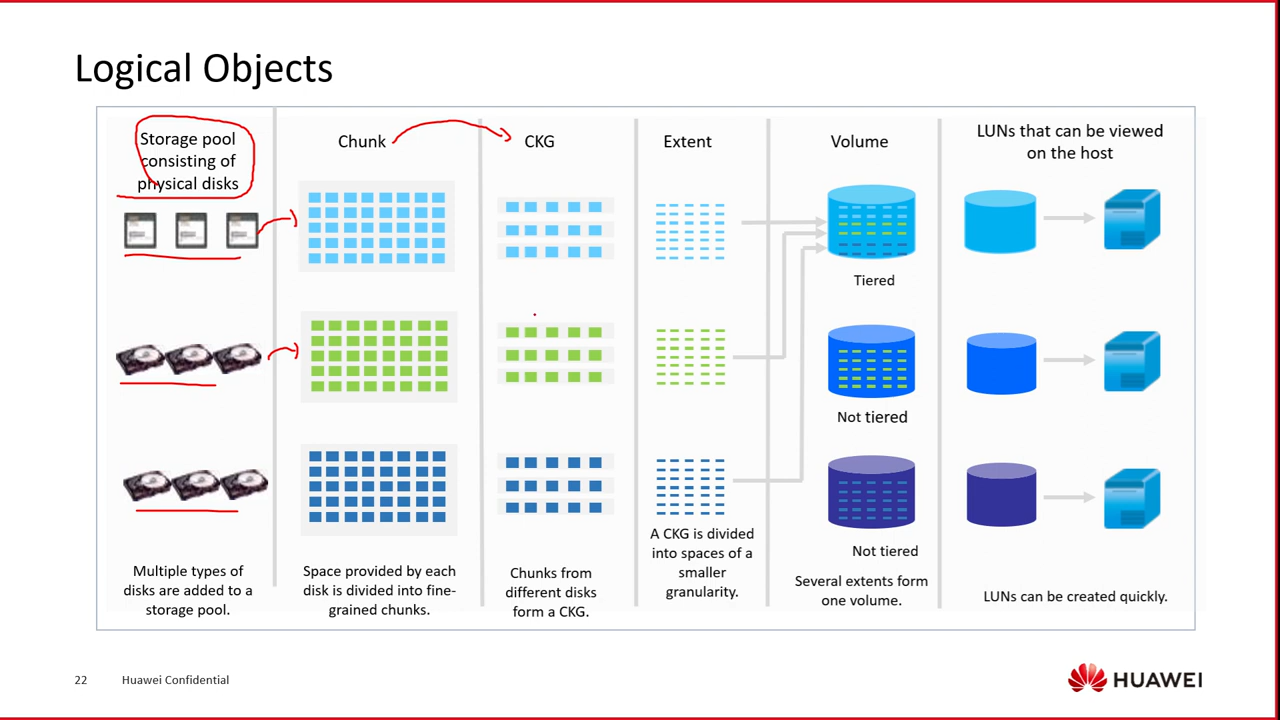 Logical Objects
Storage pool
consisting of
physical disks
Chunk
CKG
Extent
Volume
LUNs that can be viewed
on the host
Tiered
Not tiered
Not tiered
Multiple types of
disks are added to a
storage pool.
Space provided by each
disk is divided into fine-
grained chunks.
Chunks from
different disks
form a CKG.
A CKG is divided
into spaces of a
smaller
granularity.
Several extents form
one volume.
LUNs can be created quickly.
22
Huawei Confidential
HUAWEI